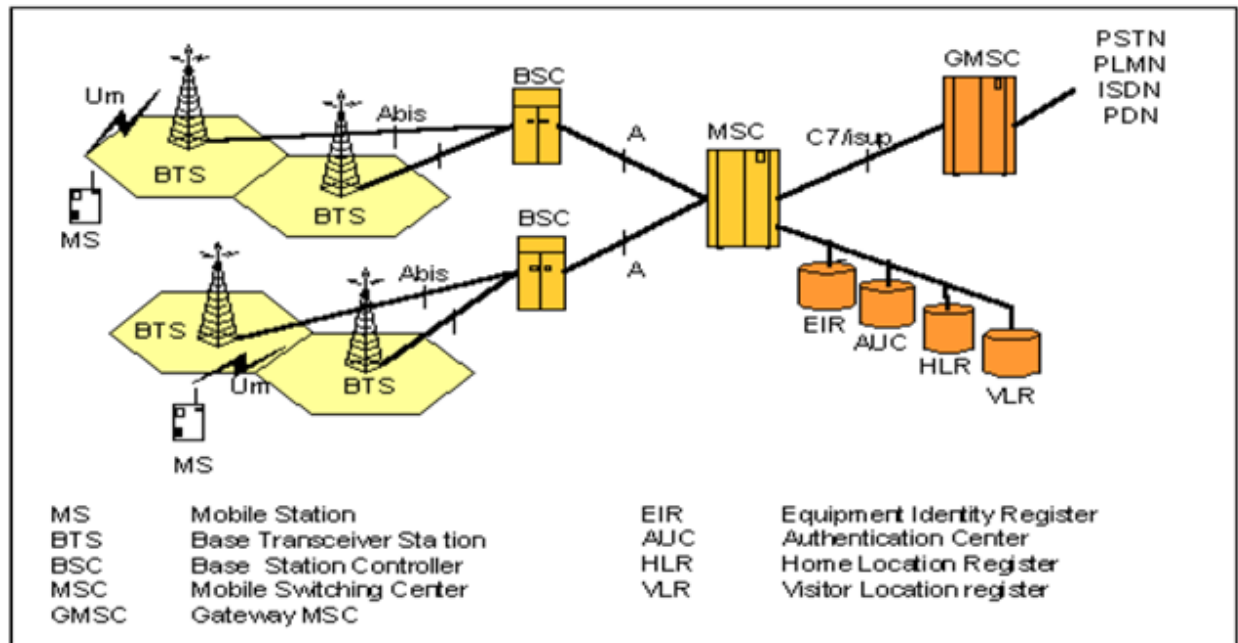 PSTN
PLMN
ISDN
PDN
GMSC
BSC
Um
Abis
A
MSC
C7/isup
BTS
BTS
MS
BSC
Abis
A
EIR
AUC
HLR
VLR
BTS
Um
BTS
MS
MS Mobile Station
BTS Base Transceiver Station
BSC Base Station Controller
MSC Mobile Switching Center
GMSC Gateway MSC
EIR Equipment Identity Register
AUC Authentication Center
HLR Home Location Register
VLR Visitor Location register